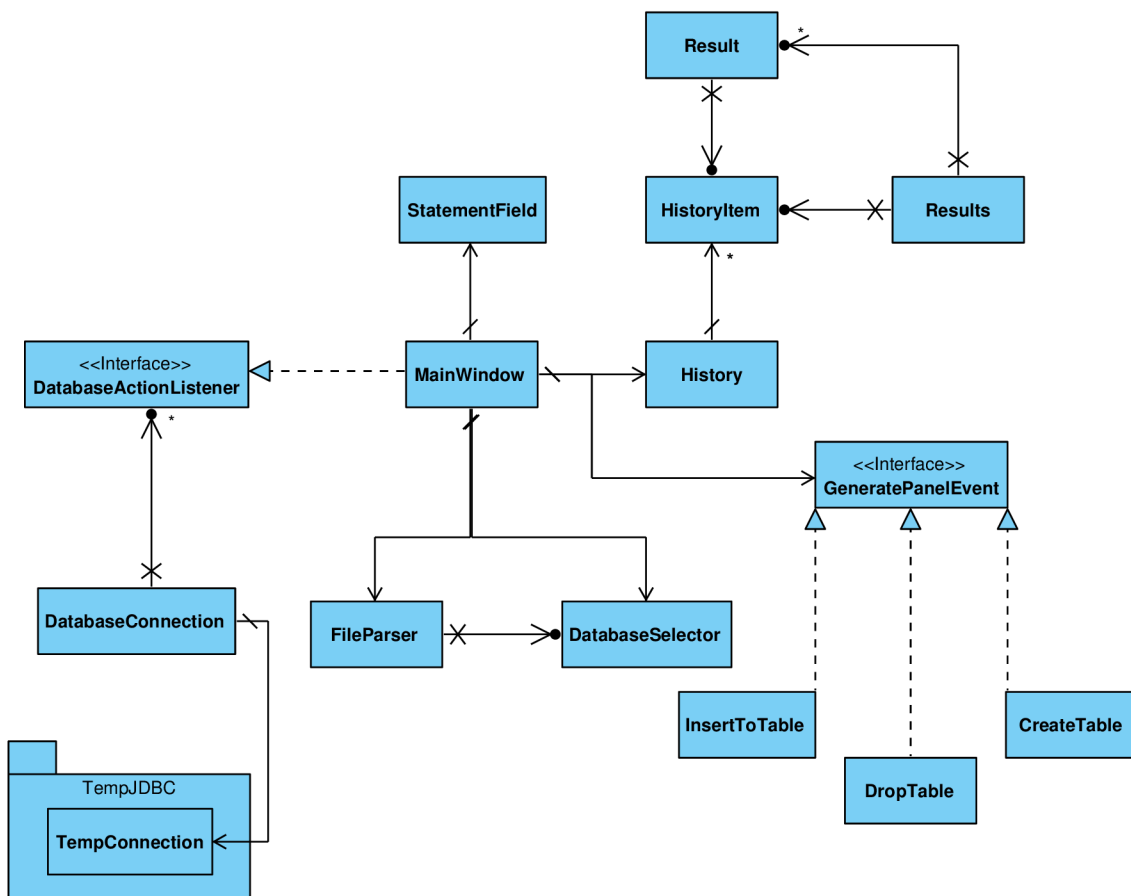 Result
*
StatementField
HistoryItem
Results
*
<<Interface>>
DatabaseActionListener
MainWindow
History
*
<<Interface>>
GeneratePanelEvent
DatabaseConnection
FileParser
DatabaseSelector
InsertToTable
CreateTable
TempJDBC
DropTable
TempConnection